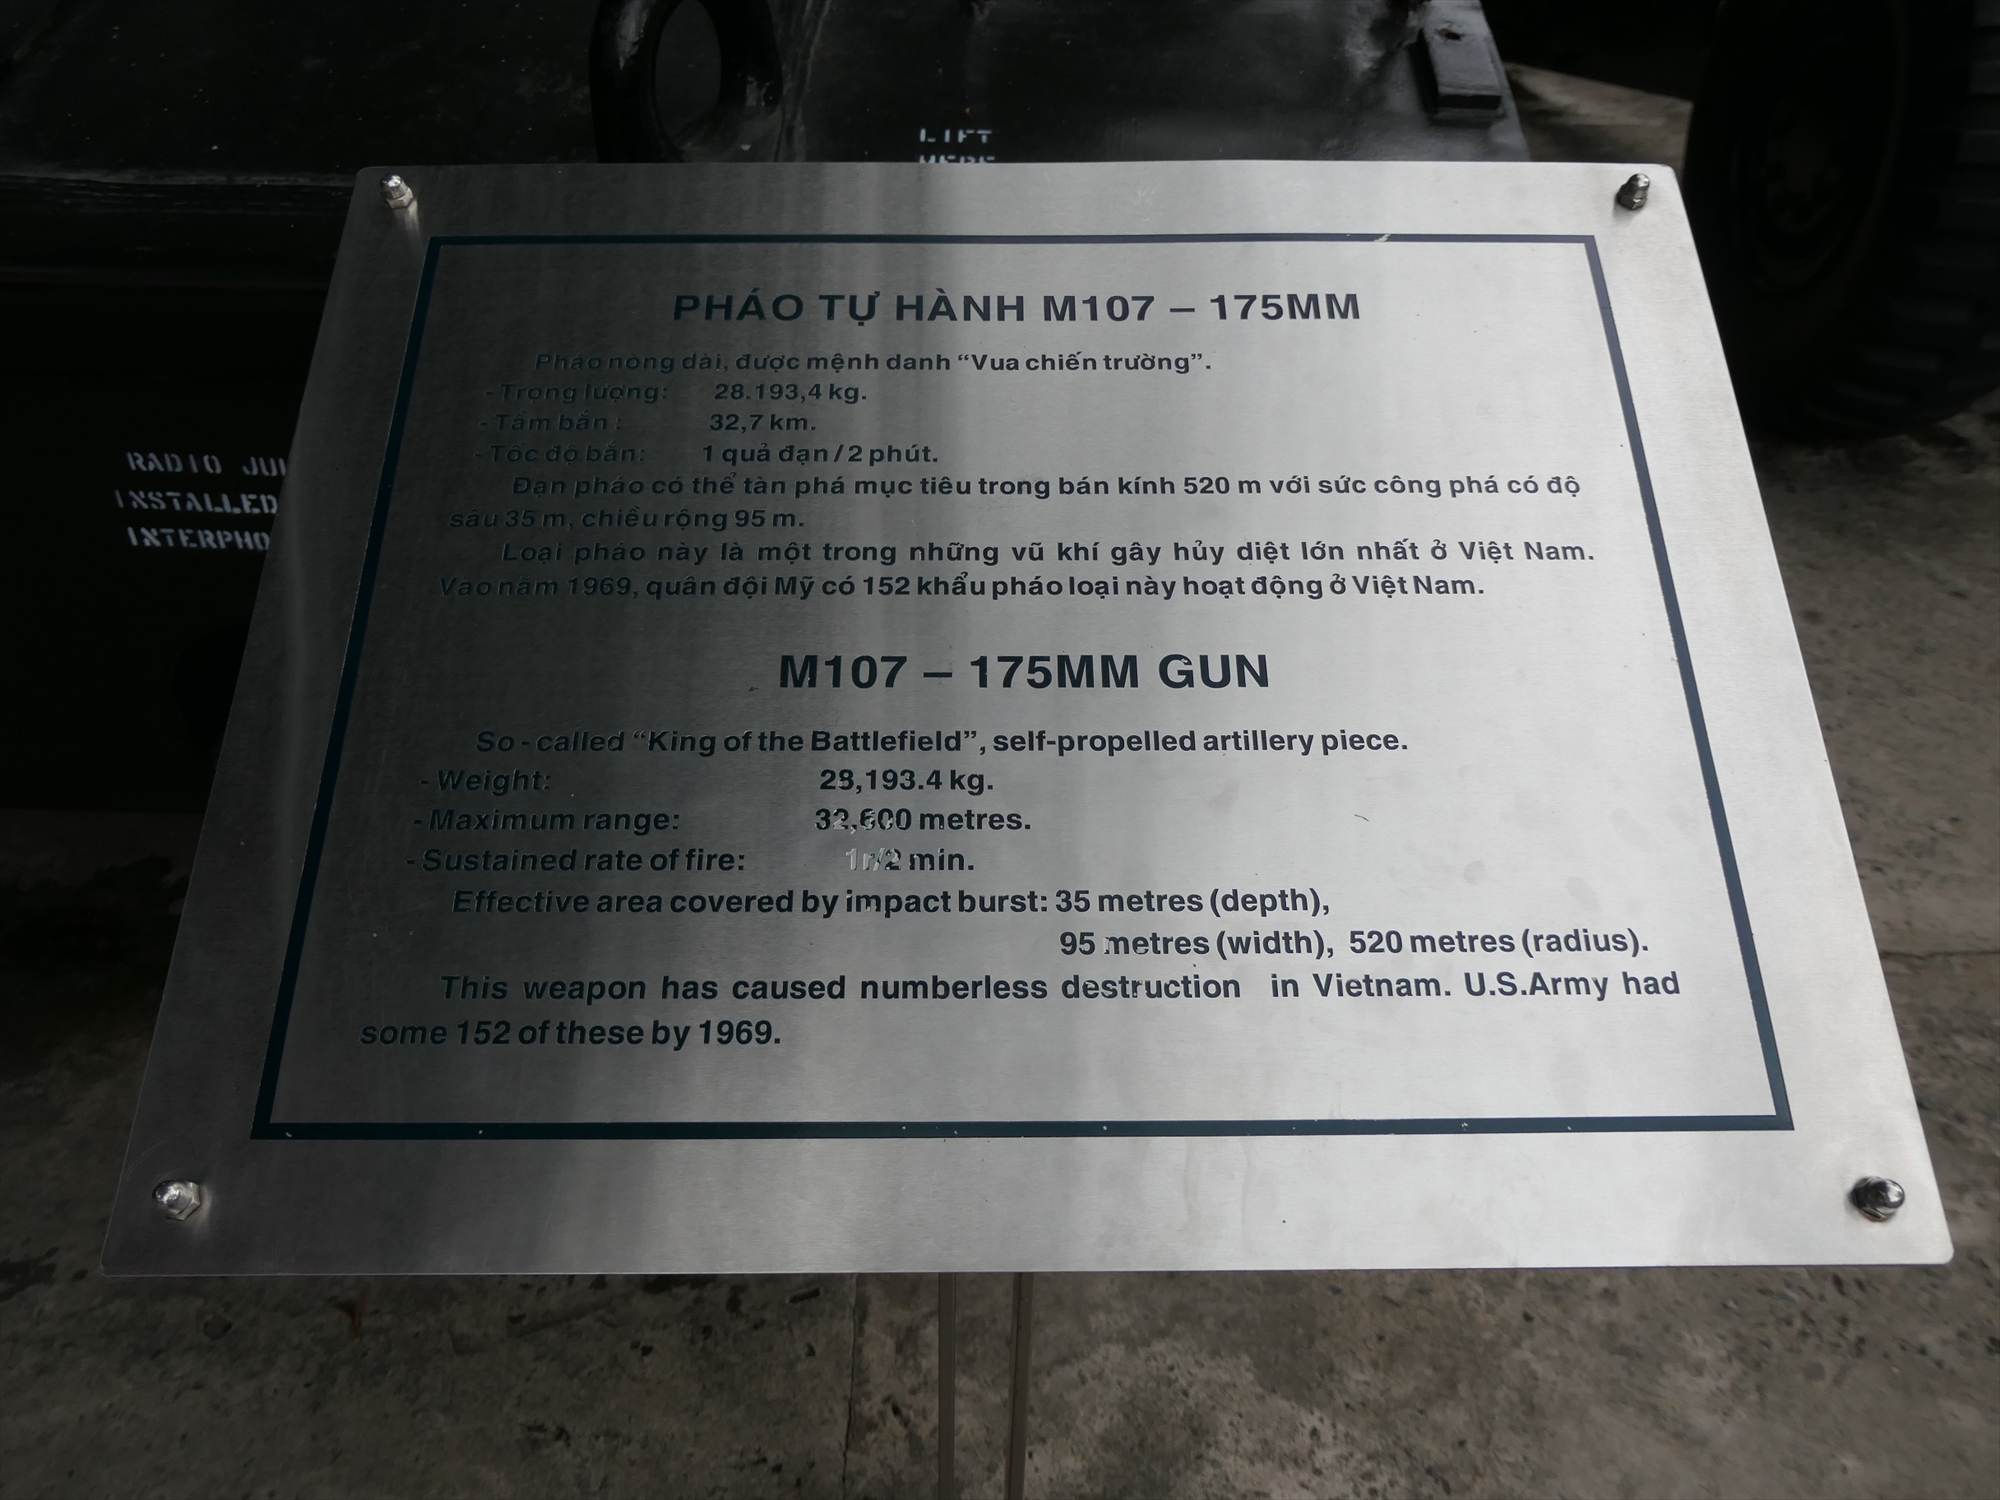 LIFT
HERE
PHÁO TỰ HÀNH M107 – 175MM
Pháo nòng dài, được mệnh danh “Vua chiến trường”.
- Trọng lượng: 28.193,4 kg.
- Tầm bắn : 32,7 km.
- Tốc độ bắn: 1 quả đạn / 2 phút.
Đạn pháo có thể tàn phá mục tiêu trong bán kính 520 m với sức công phá có độ
sâu 35 m, chiều rộng 95 m.
Loại pháo này là một trong những vũ khí gây hủy diệt lớn nhất ở Việt Nam.
Vào năm 1969, quân đội Mỹ có 152 khẩu pháo loại này hoạt động ở Việt Nam.
M107 – 175MM GUN
So - called “King of the Battlefield”, self-propelled artillery piece.
- Weight: 28,193.4 kg.
- Maximum range: 32,600 metres.
- Sustained rate of fire: 1r/2 min.
Effective area covered by impact burst: 35 metres (depth),
95 metres (width), 520 metres (radius).
This weapon has caused numberless destruction in Vietnam. U.S.Army had
some 152 of these by 1969.
RADIO
INSTALLED